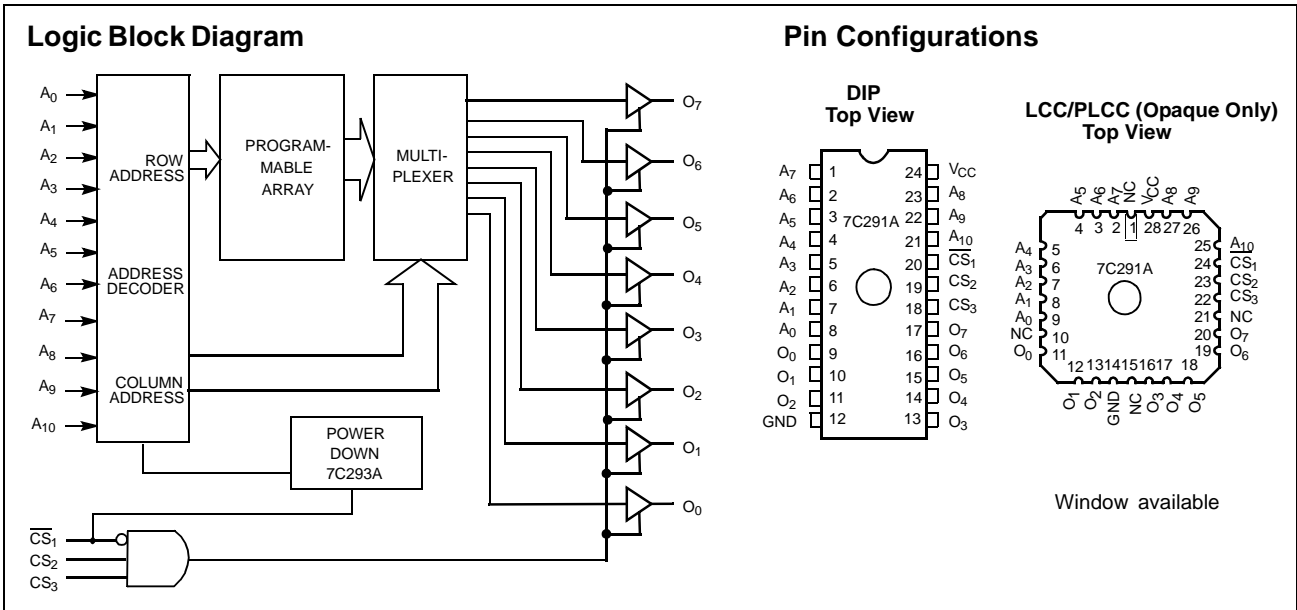 Logic Block Diagram
A0
A1
A2
A3
A4
A5
A6
A7
A8
A9
A10
ROW
ADDRESS
ADDRESS
DECODER
COLUMN
ADDRESS
PROGRAM-
MABLE
ARRAY
MULTI-
PLEXER
POWER
DOWN
7C293A
C̅S̅1
CS2
CS3
O7
O6
O5
O4
O3
O2
O1
O0
Pin Configurations
DIP
Top View
A7 1 24 VCC
A6 2 23 A8
A5 3 7C291A 22 A9
A4 4 21 A10
A3 5 20 C̅S̅1
A2 6 19 CS2
A1 7 18 CS3
A0 8 17 O7
O0 9 16 O6
O1 10 15 O5
O2 11 14 O4
GND 12 13 O3
LCC/PLCC (Opaque Only)
Top View
A5 A6 A7 NC VCC A8 A9
4 3 2 1 28 27 26
A4 5 25 A10
A3 6 7C291A 24 C̅S̅1
A2 7 23 CS2
A1 8 22 CS3
A0 9 21 NC
NC 10 20 O7
O0 11 19 O6
12 13 14 15 16 17 18
O1 O2 GND NC O3 O4 O5
Window available